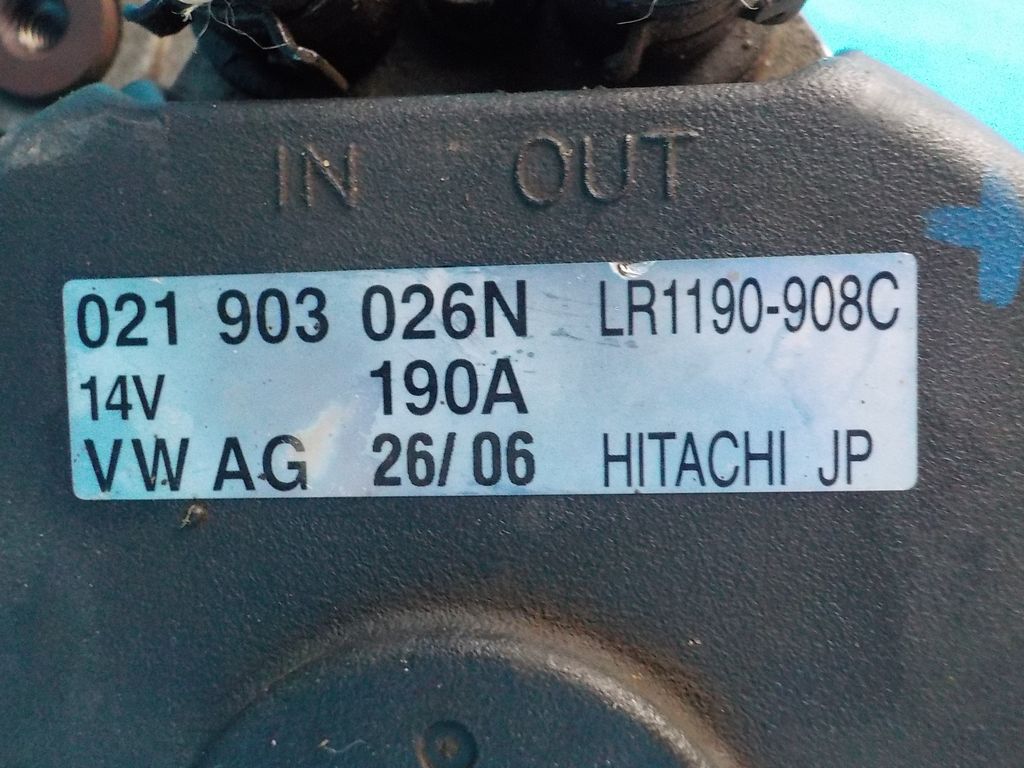 IN OUT
021 903 026N LR1190-908C
14V 190A
VW AG 26/06 HITACHI JP